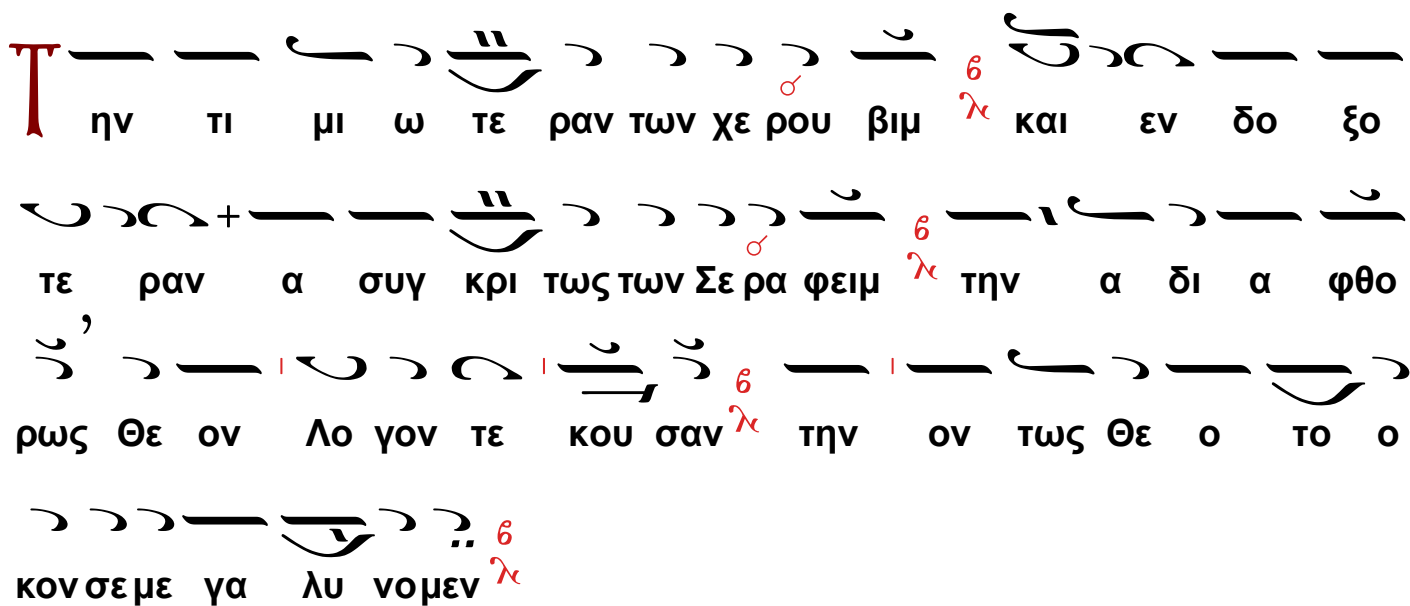 Την τι μι ω τε ραν των χε ρου βιμ και εν δο ξο
τε ραν α συγ κρι τως των Σε ρα φειμ την α δι α φθο
ρως Θε ον Λο γον τε κου σαν την ον τως Θε ο το ο
κον σε με γα λυ νο μεν